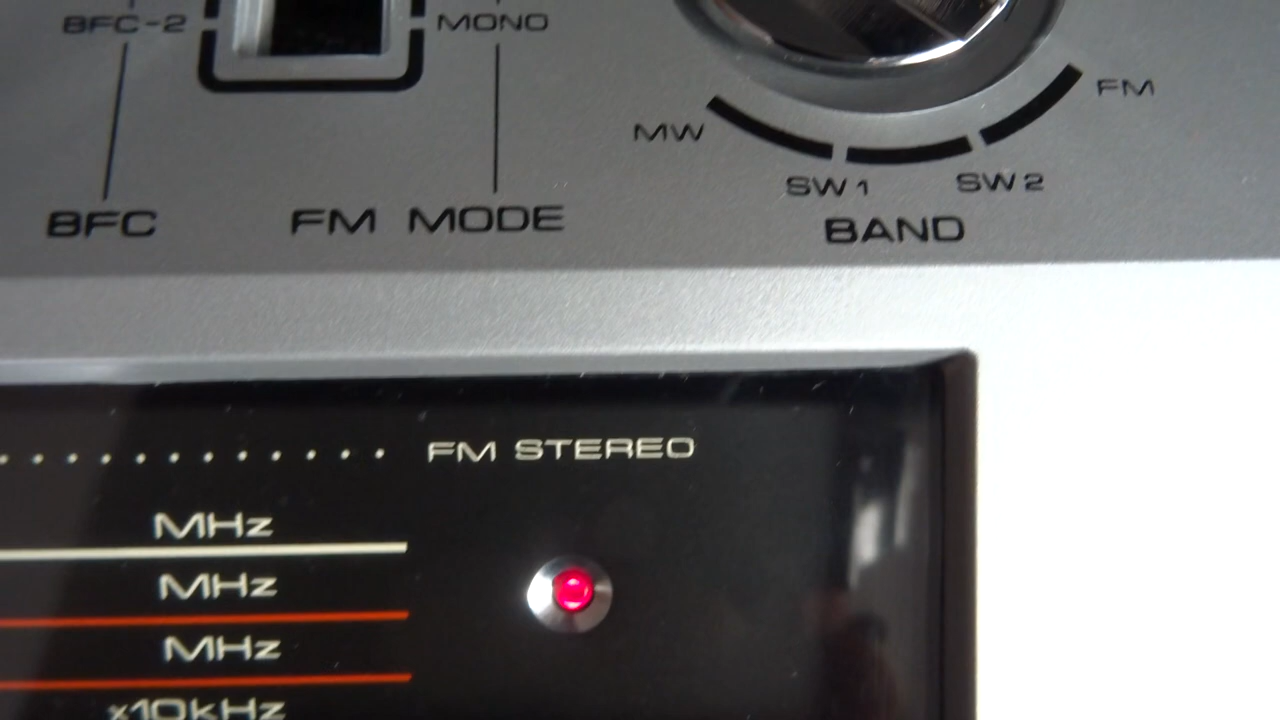 BFC-2
MONO
FM
MW
SW 1
SW 2
BFC
FM MODE
BAND
FM STEREO
MHz
MHz
MHz
x10kHz